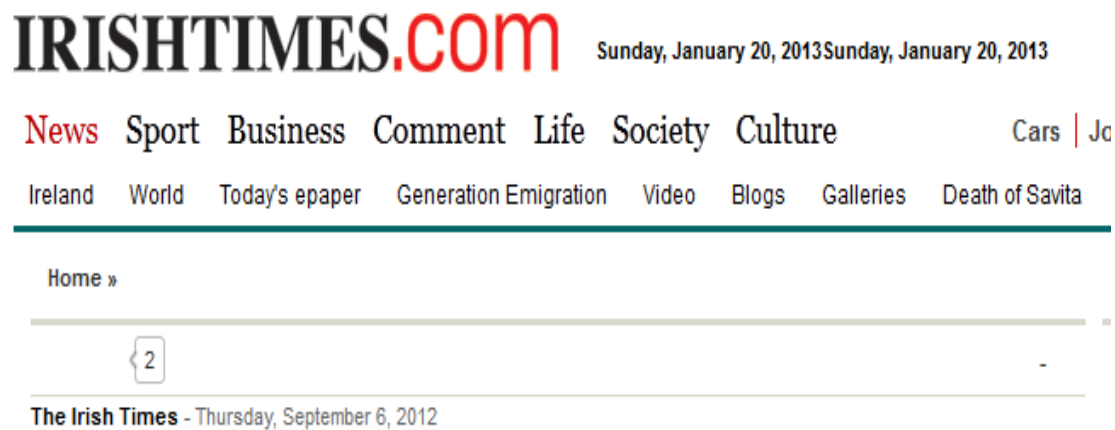 IRISHTIMES.com Sunday, January 20, 2013Sunday, January 20, 2013
News Sport Business Comment Life Society Culture Cars
Ireland World Today's epaper Generation Emigration Video Blogs Galleries Death of Savita
Home »
2 -
The Irish Times - Thursday, September 6, 2012